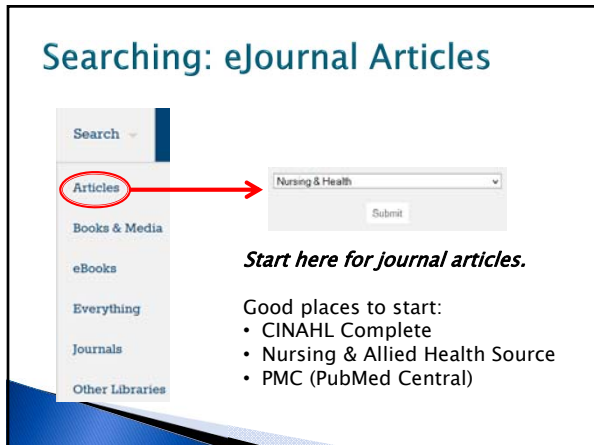 Searching: eJournal Articles
Search
Articles
Books & Media
eBooks
Everything
Journals
Other Libraries
Nursing & Health
Submit
Start here for journal articles.
Good places to start:
• CINAHL Complete
• Nursing & Allied Health Source
• PMC (PubMed Central)